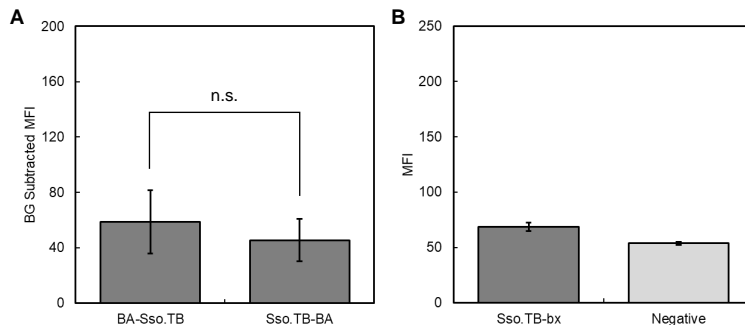 A
BG Subtracted MFI
200
160
120
80
40
0
n.s.
BA-Sso.TB
Sso.TB-BA
B
MFI
250
200
150
100
50
0
Sso.TB-bx
Negative